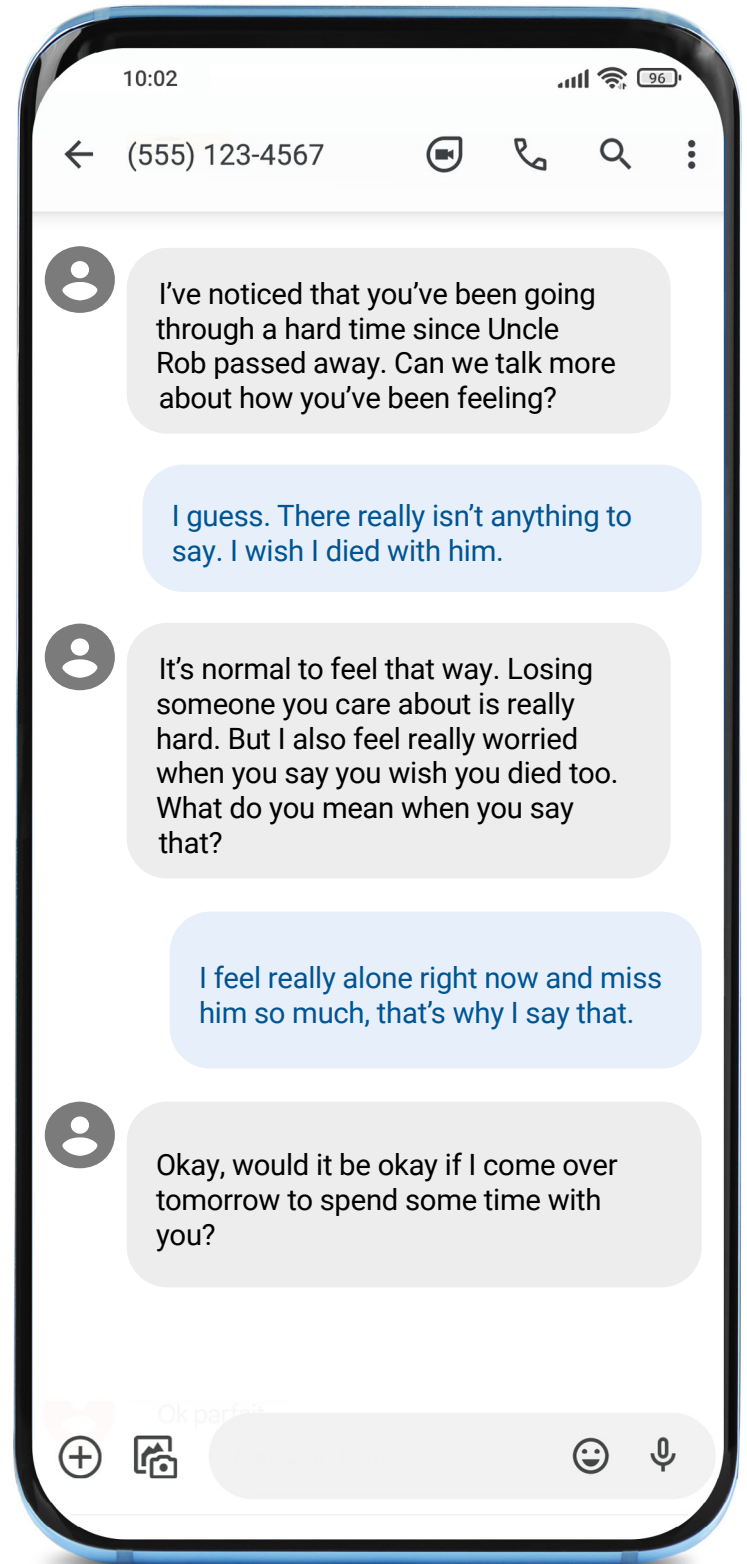 10:02
96
(555) 123-4567
I’ve noticed that you’ve been going
through a hard time since Uncle
Rob passed away. Can we talk more
about how you’ve been feeling?
I guess. There really isn’t anything to
say. I wish I died with him.
It’s normal to feel that way. Losing
someone you care about is really
hard. But I also feel really worried
when you say you wish you died too.
What do you mean when you say
that?
I feel really alone right now and miss
him so much, that’s why I say that.
Okay, would it be okay if I come over
tomorrow to spend some time with
you?
Ok parfait